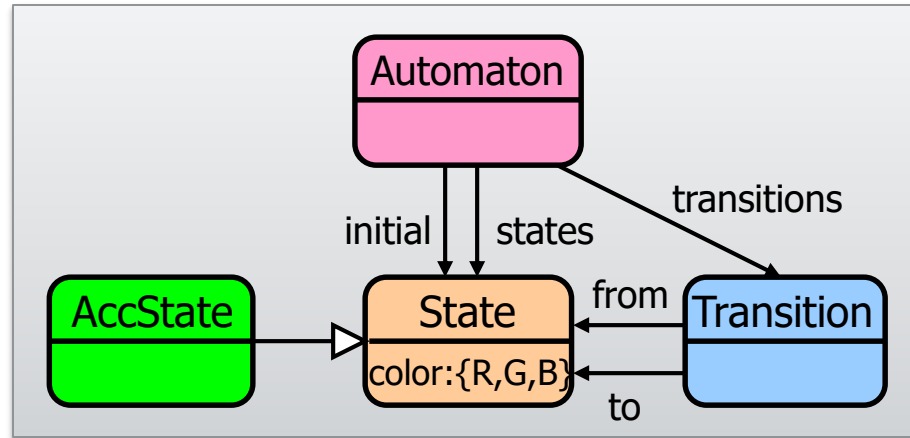 Automaton
transitions
initial
states
AccState
State
from
Transition
color:{R,G,B}
to